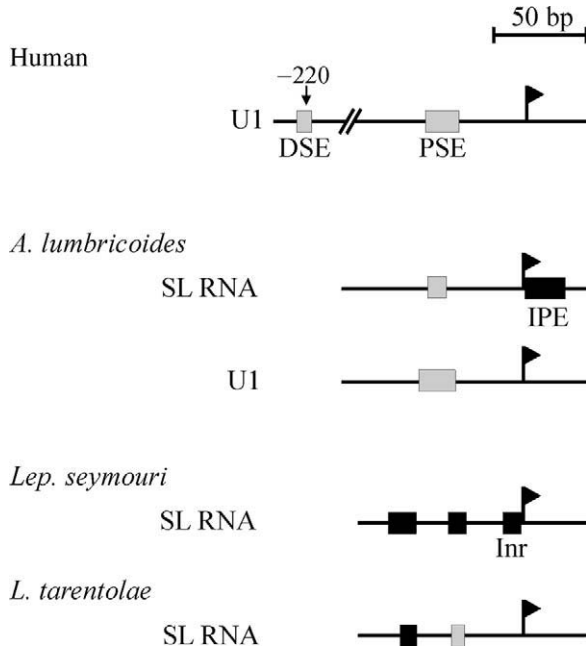 50 bp
Human
−220
U1
DSE PSE
A. lumbricoides
SL RNA
IPE
U1
Lep. seymouri
SL RNA
Inr
L. tarentolae
SL RNA